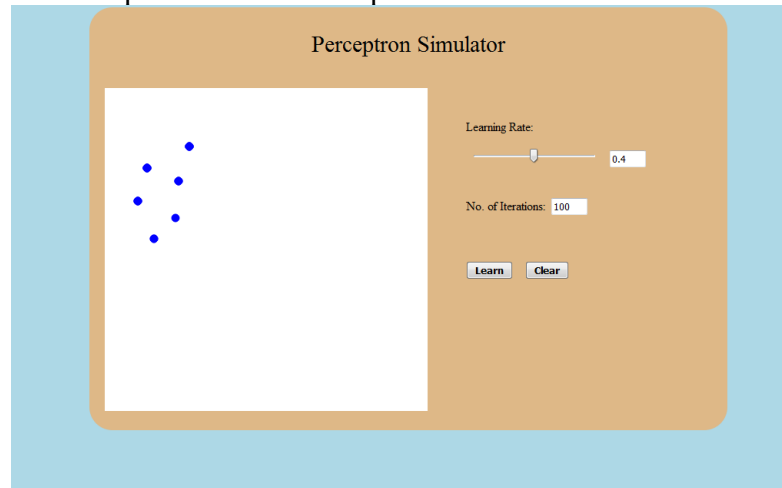 Perceptron Simulator
Learning Rate:
0.4
No. of Iterations: 100
Learn Clear